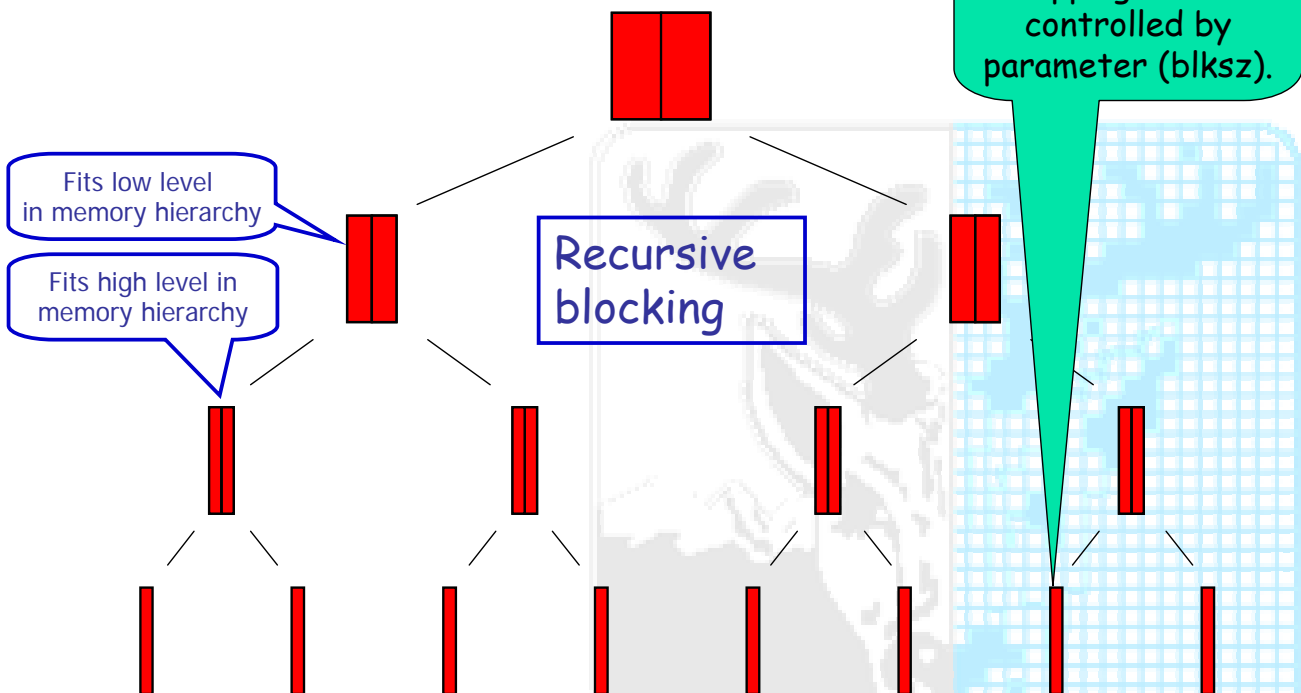 controlled by
parameter (blksz).
Fits low level
in memory hierarchy
Fits high level in
memory hierarchy
Recursive
blocking